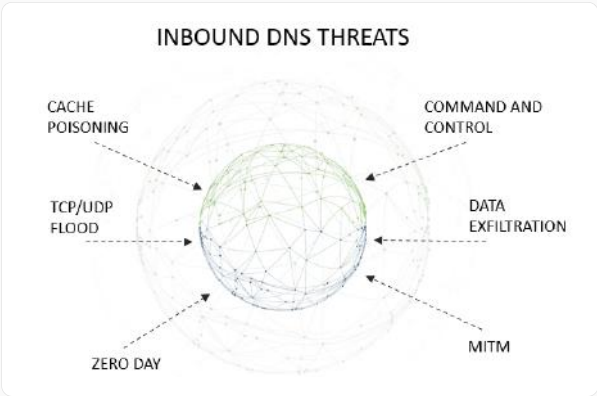 INBOUND DNS THREATS
CACHE
POISONING
COMMAND AND
CONTROL
TCP/UDP
FLOOD
DATA
EXFILTRATION
ZERO DAY
MITM